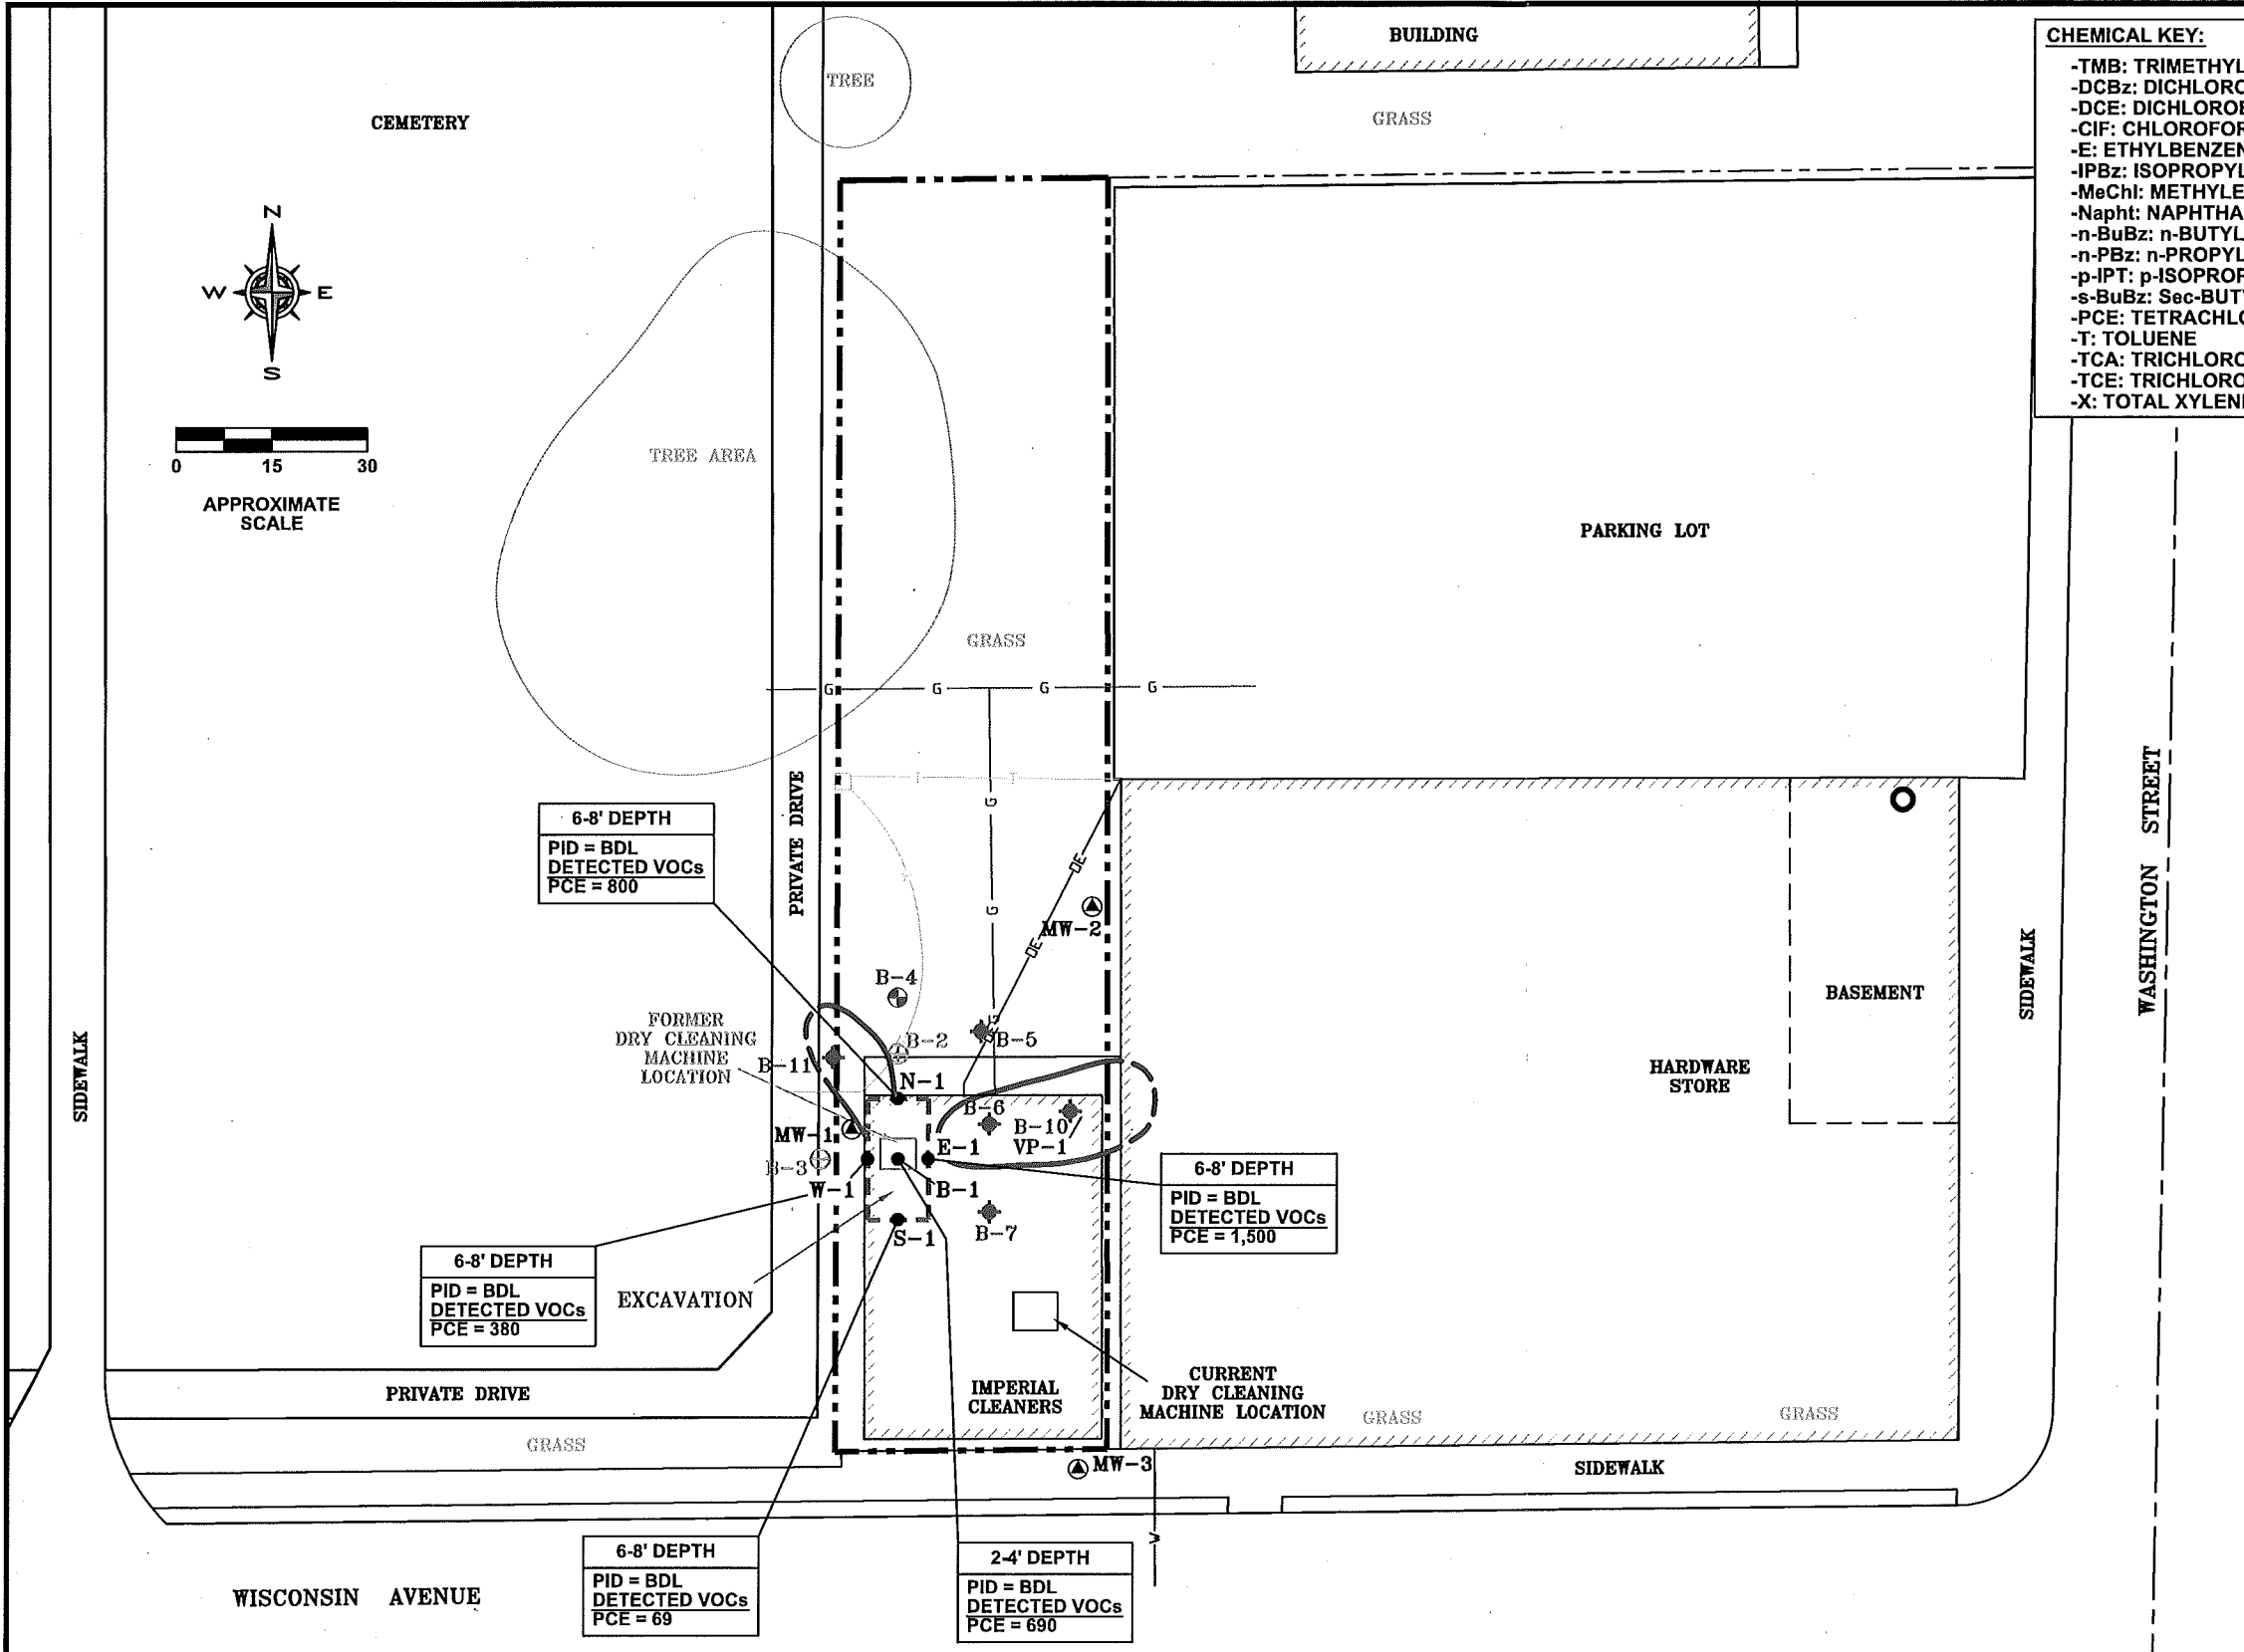 BUILDING
TREE
CEMETERY
GRASS
CHEMICAL KEY:
-TMB: TRIMETHYL
-DCBz: DICHLORO
-DCE: DICHLOROE
-ClF: CHLOROFOR
-E: ETHYLBENZEN
-IPBz: ISOPROPYL
-MeChl: METHYLE
-Napht: NAPHTHA
-n-BuBz: n-BUTYL
-n-PBz: n-PROPYL
-p-IPT: p-ISOPROP
-s-BuBz: Sec-BUT
-PCE: TETRACHLO
-T: TOLUENE
-TCA: TRICHLORO
-TCE: TRICHLORO
-X: TOTAL XYLEN
N
W E
S
0 15 30
APPROXIMATE
SCALE
TREE AREA
PARKING LOT
GRASS
G G G G
T T
G
G
OE
OE
PRIVATE DRIVE
6-8' DEPTH
PID = BDL
DETECTED VOCs
PCE = 800
MW-2
B-4
B-2
B-5
B-11
FORMER
DRY CLEANING
MACHINE
LOCATION
N-1
B-6
B-10/
VP-1
MW-1
E-1
B-3
W-1
B-1
S-1
B-7
BASEMENT
HARDWARE
STORE
SIDEWALK
WASHINGTON STREET
SIDEWALK
6-8' DEPTH
PID = BDL
DETECTED VOCs
PCE = 1,500
6-8' DEPTH
PID = BDL
DETECTED VOCs
PCE = 380
EXCAVATION
IMPERIAL
CLEANERS
CURRENT
DRY CLEANING
MACHINE LOCATION
PRIVATE DRIVE
GRASS
GRASS
GRASS
MW-3
SIDEWALK
W
6-8' DEPTH
PID = BDL
DETECTED VOCs
PCE = 69
2-4' DEPTH
PID = BDL
DETECTED VOCs
PCE = 690
WISCONSIN AVENUE